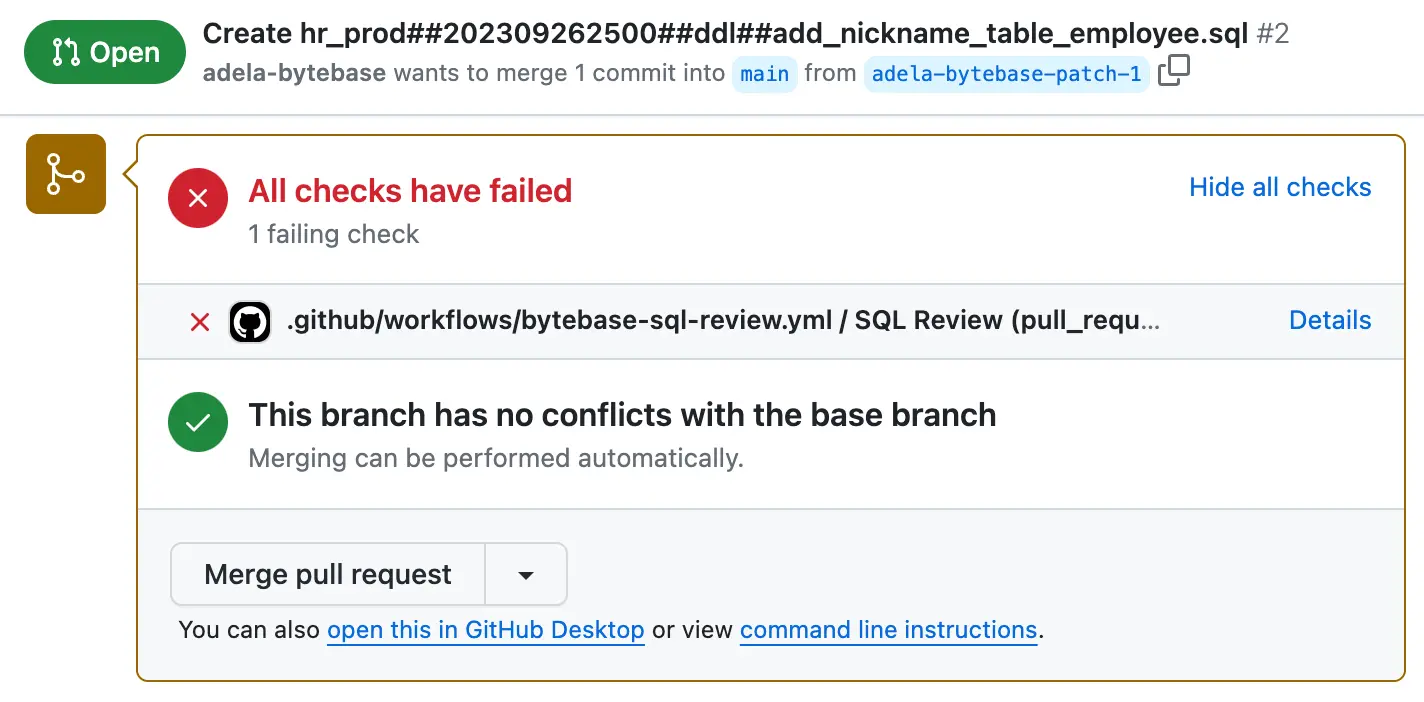 Open
Create hr_prod##202309262500##ddl##add_nickname_table_employee.sql #2
adela-bytebase wants to merge 1 commit into main from adela-bytebase-patch-1
All checks have failed
Hide all checks
1 failing check
.github/workflows/bytebase-sql-review.yml / SQL Review (pull_requ...
Details
This branch has no conflicts with the base branch
Merging can be performed automatically.
Merge pull request
You can also open this in GitHub Desktop or view command line instructions.